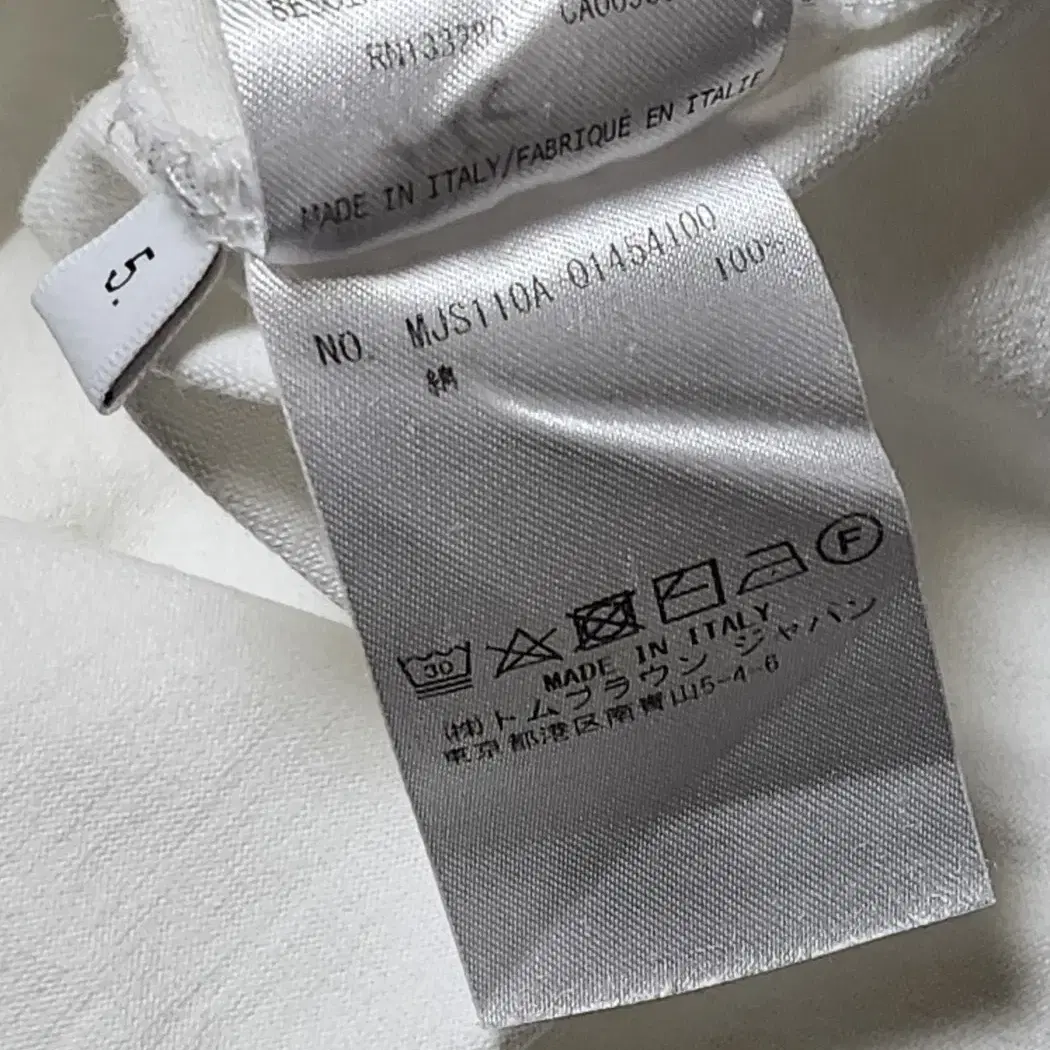 MADE IN ITALY/FABRIQUÉ EN ITALIE
5.
NO. MJS110A-01454100
綿 100%
30
F
MADE IN ITALY
(株)トムブラウン ジャパン
東京都港区南青山5-4-6